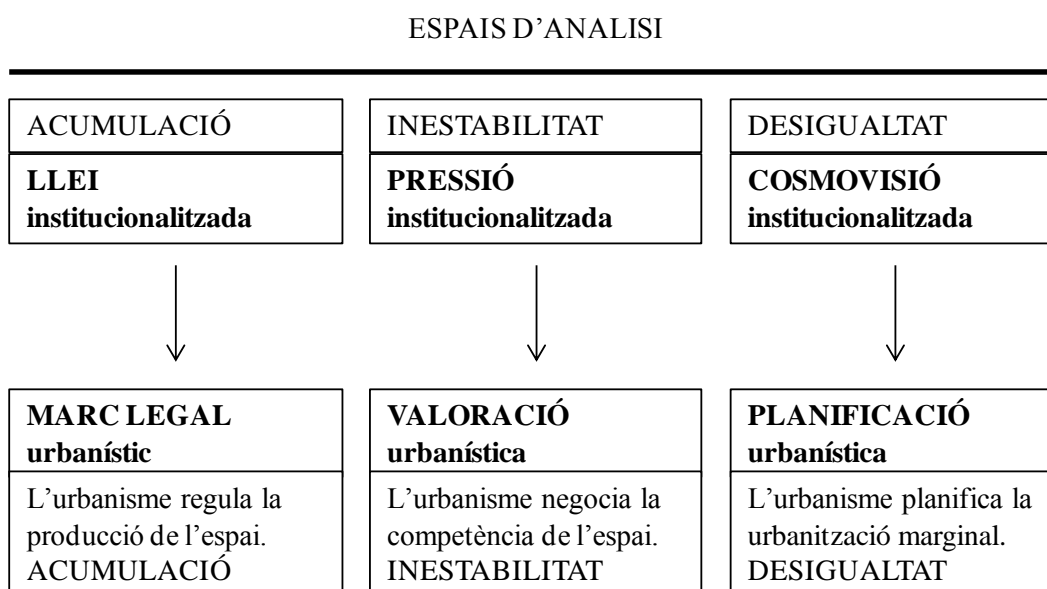 ESPAIS D’ANALISI
ACUMULACIÓ
LLEI
institucionalitzada
INESTABILITAT
PRESSIÓ
institucionalitzada
DESIGUALTAT
COSMOVISIÓ
institucionalitzada
MARC LEGAL
urbanístic
L’urbanisme regula la
producció de l’espai.
ACUMULACIÓ
VALORACIÓ
urbanística
L’urbanisme negocia la
competència de l’espai.
INESTABILITAT
PLANIFICACIÓ
urbanística
L’urbanisme planifica la
urbanització marginal.
DESIGUALTAT